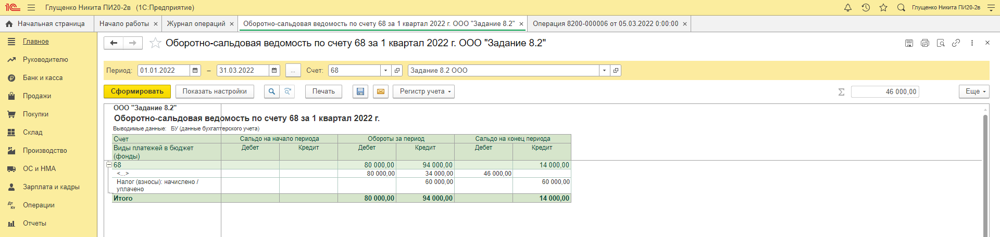 1С Глущенко Никита ПИ20-2в (1С:Предприятие) Глущенко Никита ПИ20-2в
Начальная страница Начало работы × Журнал операций × Оборотно-сальдовая ведомость по счету 68 за 1 квартал 2022 г. ООО "Задание 8.2" × Операция 8200-000006 от 05.03.2022 0:00:00 ×
Главное
Руководителю
Банк и касса
Продажи
Покупки
Склад
Производство
ОС и НМА
Зарплата и кадры
Дт Кт Операции
Отчеты
Оборотно-сальдовая ведомость по счету 68 за 1 квартал 2022 г. ООО "Задание 8.2"
Период: 01.01.2022 – 31.03.2022 ... Счет: 68 Задание 8.2 ООО
Сформировать Показать настройки Печать Регистр учета Σ 46 000,00 Еще
ООО "Задание 8.2"
Оборотно-сальдовая ведомость по счету 68 за 1 квартал 2022 г.
Выводимые данные: БУ (данные бухгалтерского учета)
Счет Сальдо на начало периода Обороты за период Сальдо на конец периода
Виды платежей в бюджет Дебет Кредит Дебет Кредит Дебет Кредит
(фонды)
68 80 000,00 94 000,00 14 000,00
<...> 80 000,00 34 000,00 46 000,00
Налог (взносы): начислено / 60 000,00 60 000,00
уплачено
Итого 80 000,00 94 000,00 14 000,00